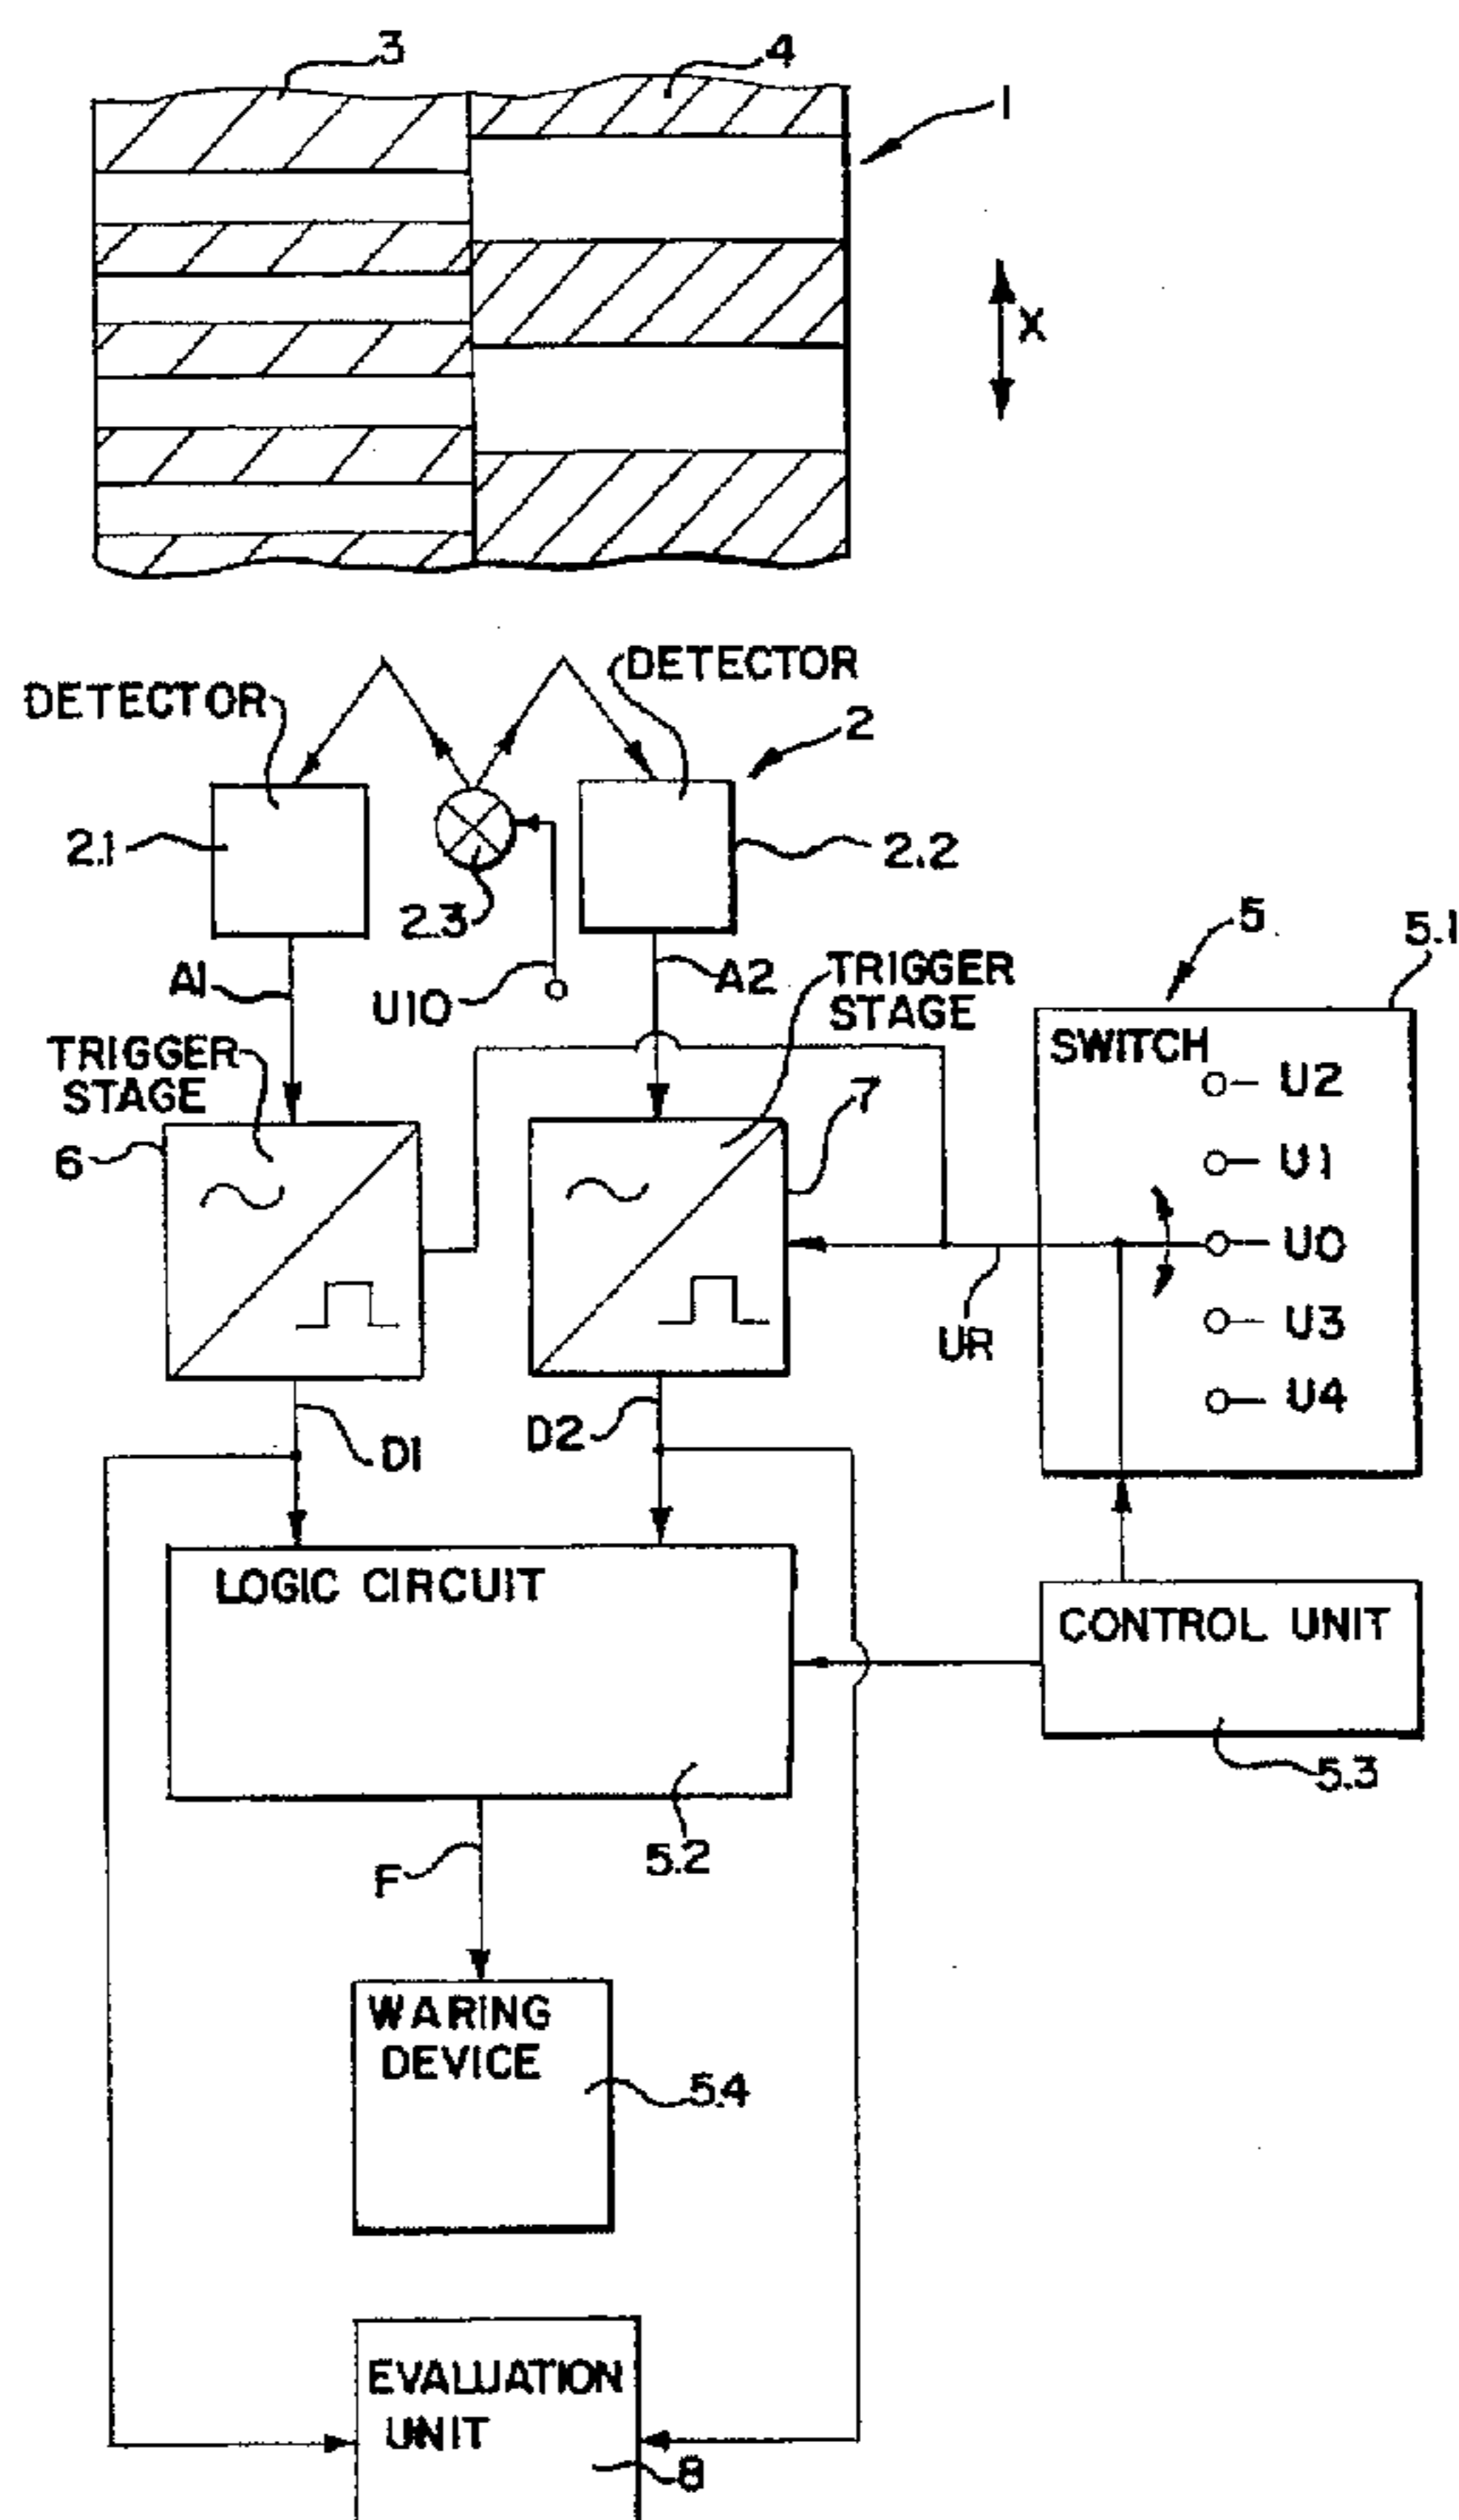 3
4
1
X
DETECTOR
DETECTOR
2
2.1
2.3
2.2
5
5.1
A1
U10
A2
TRIGGER
STAGE
TRIGGER
STAGE
SWITCH
U2
7
6
U1
U0
UR
U3
U4
D1
D2
LOGIC CIRCUIT
CONTROL UNIT
5.3
5.2
F
WARING
DEVICE
5.4
EVALUATION
UNIT
8